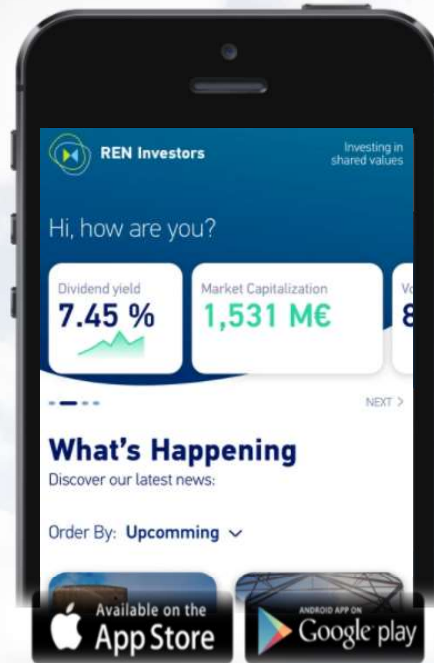 REN Investors
Investing in
shared values
Hi, how are you?
Dividend yield
7.45 %
Market Capitalization
1,531 M€
NEXT >
What's Happening
Discover our latest news:
Order By: Upcomming
Available on the
App Store
ANDROID APP ON
Google play